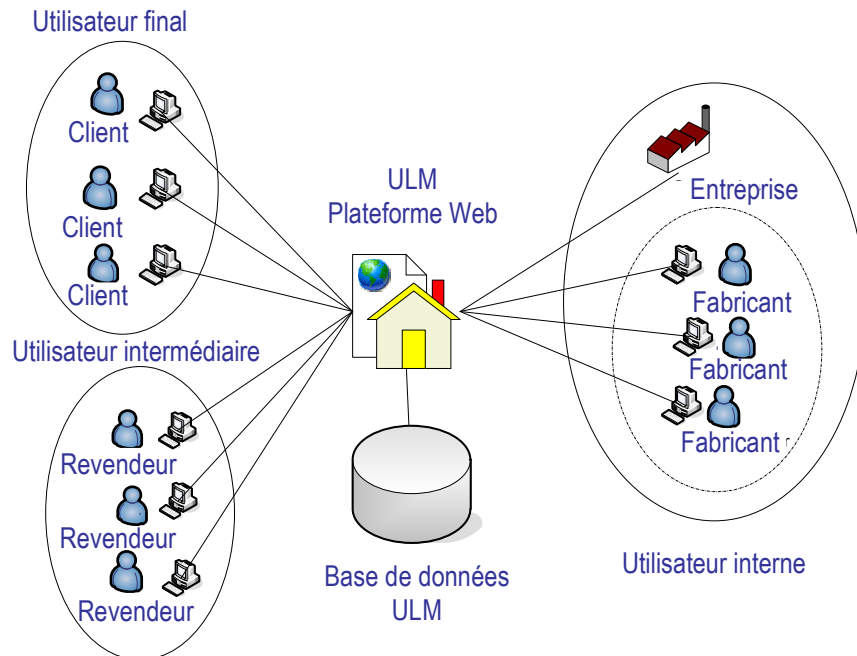 Utilisateur final
Client
Client
Client
Utilisateur intermédiaire
Revendeur
Revendeur
Revendeur
ULM
Plateforme Web
Base de données
ULM
Entreprise
Fabricant
Fabricant
Fabricant
Utilisateur interne